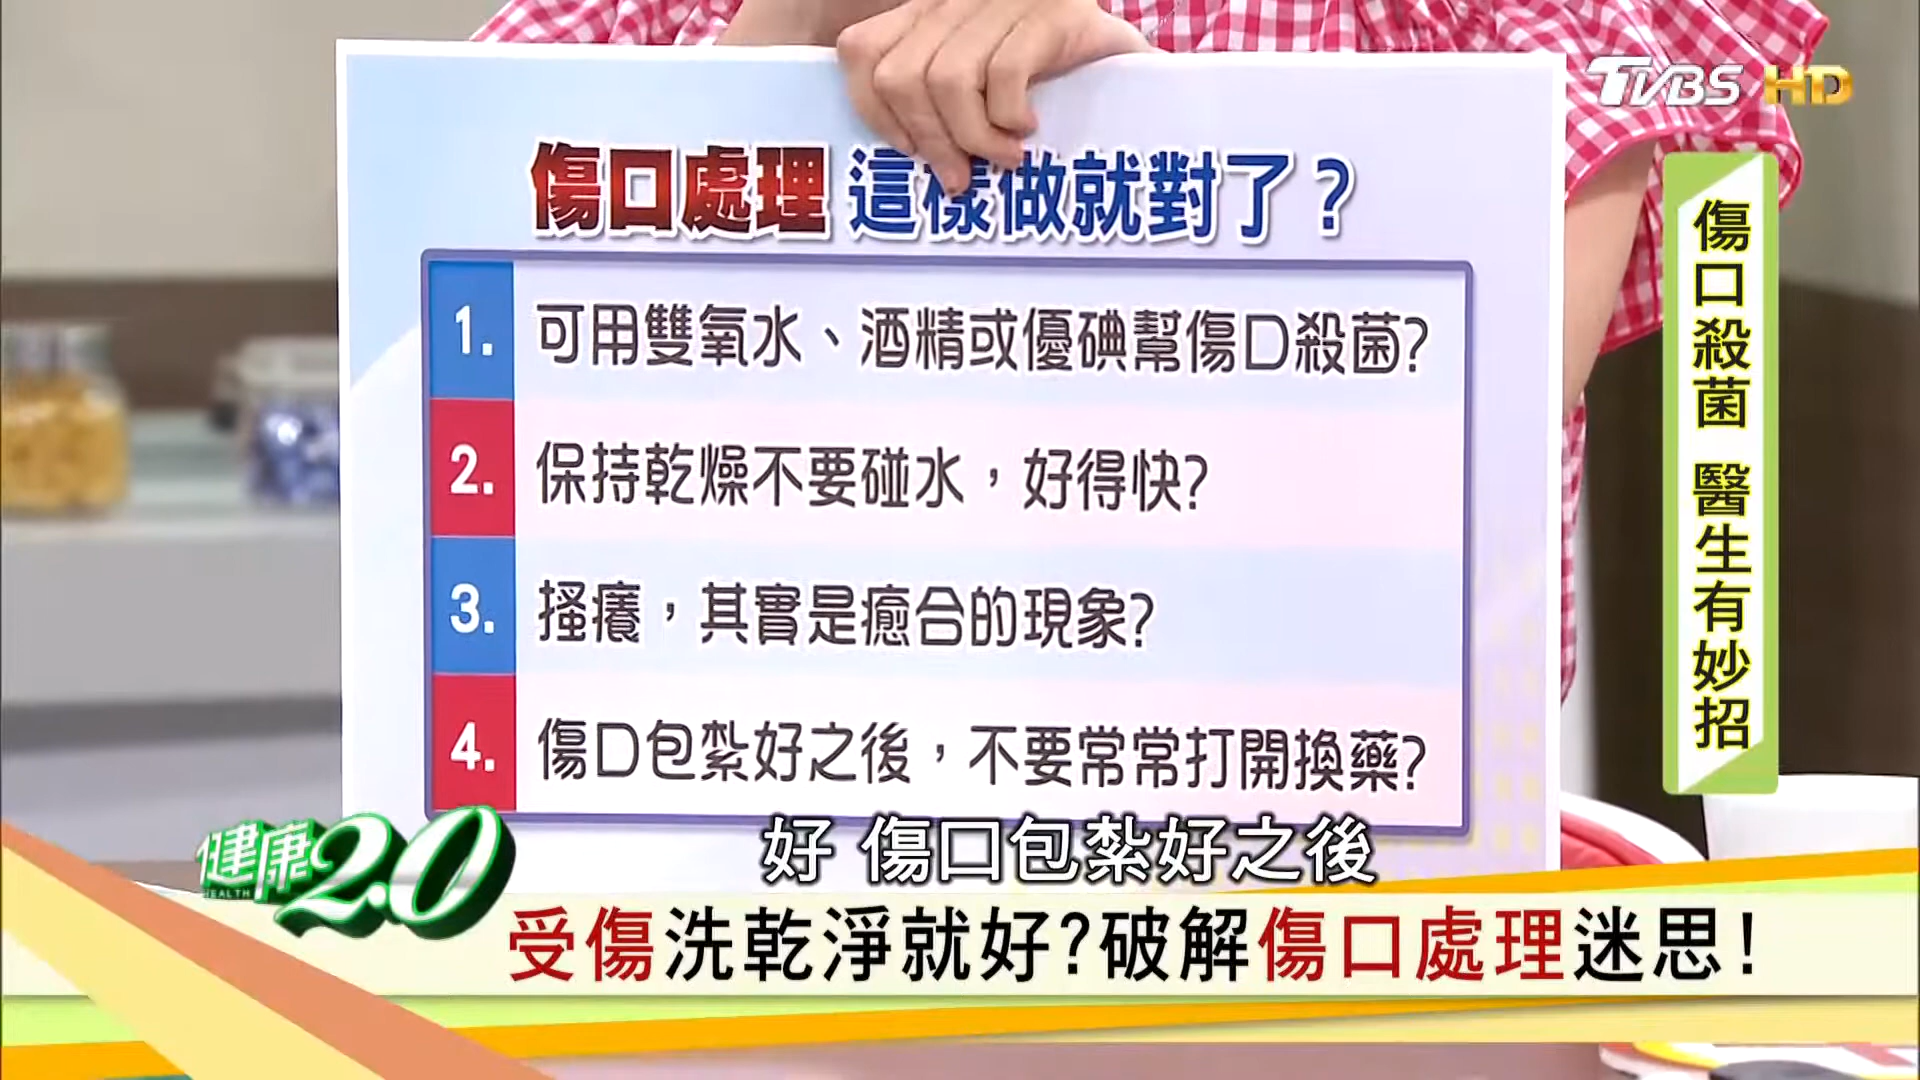 TVBS HD
傷口處理 這樣做就對了？
1. 可用雙氧水、酒精或優碘幫傷口殺菌?
2. 保持乾燥不要碰水，好得快?
3. 搔癢，其實是癒合的現象?
4. 傷口包紮好之後，不要常常打開換藥?
傷口殺菌 醫生有妙招
好 傷口包紮好之後
健康2.0
HEALTH
受傷洗乾淨就好?破解傷口處理迷思!